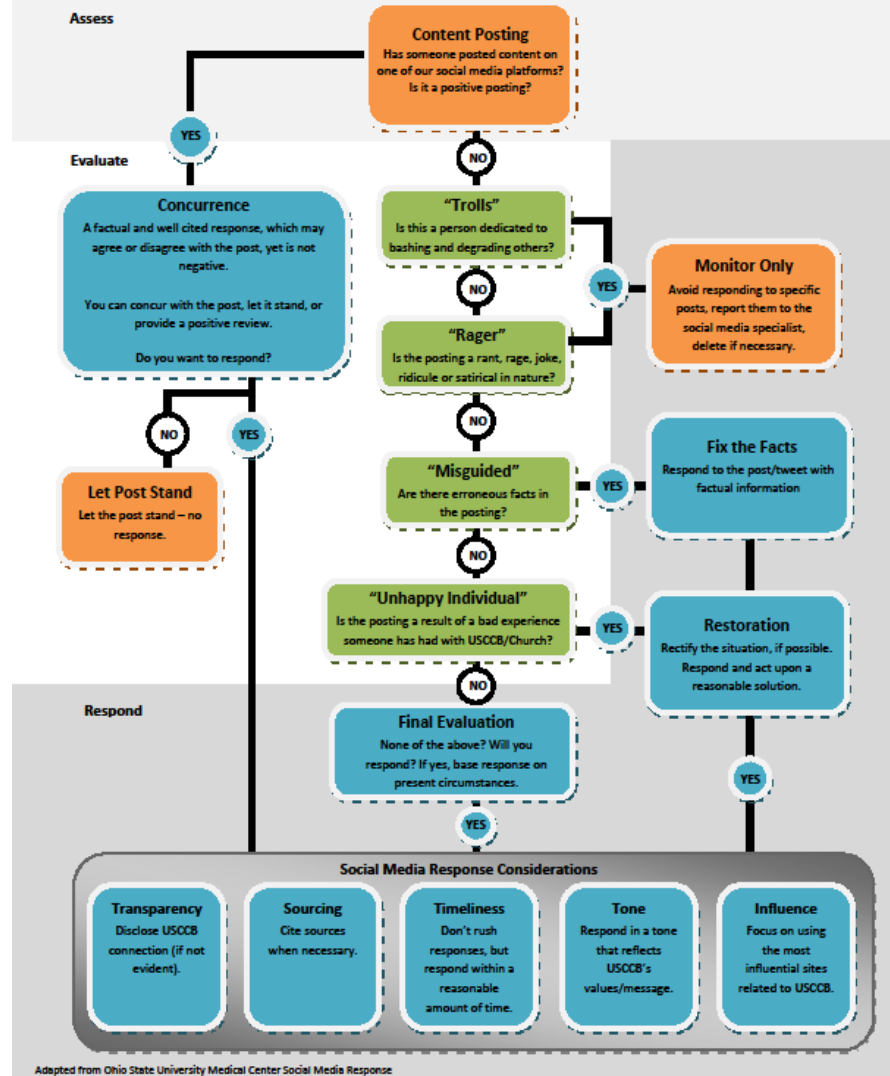 Assess
Content Posting
Has someone posted content on
one of our social media platforms?
Is it a positive posting?
YES
NO
Evaluate
Concurrence
A factual and well cited response, which may
agree or disagree with the post, yet is not
negative.
You can concur with the post, let it stand, or
provide a positive review.
Do you want to respond?
“Trolls”
Is this a person dedicated to
bashing and degrading others?
YES
Monitor Only
Avoid responding to specific
posts, report them to the
social media specialist,
delete if necessary.
NO
“Rager”
Is the posting a rant, rage, joke,
ridicule or satirical in nature?
NO
YES
NO
Let Post Stand
Let the post stand – no
response.
“Misguided”
Are there erroneous facts in
the posting?
YES
Fix the Facts
Respond to the post/tweet with
factual information
NO
“Unhappy Individual”
Is the posting a result of a bad experience
someone has had with USCCB/Church?
YES
Restoration
Rectify the situation, if possible.
Respond and act upon a
reasonable solution.
NO
Respond
Final Evaluation
None of the above? Will you
respond? If yes, base response on
present circumstances.
YES
YES
Social Media Response Considerations
Transparency
Disclose USCCB
connection (if not
evident).
Sourcing
Cite sources
when necessary.
Timeliness
Don’t rush
responses, but
respond within a
reasonable
amount of time.
Tone
Respond in a tone
that reflects
USCCB’s
values/message.
Influence
Focus on using
the most
influential sites
related to USCCB.
Adapted from Ohio State University Medical Center Social Media Response